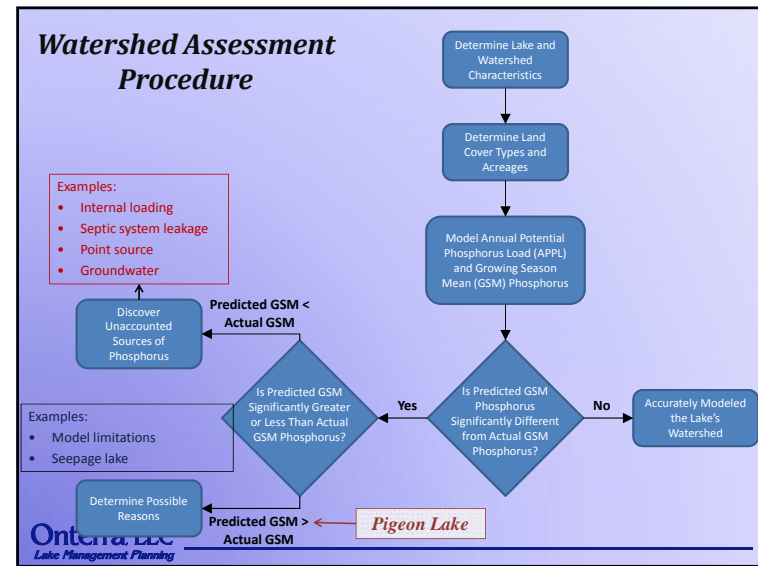 Watershed Assessment
Procedure
Determine Lake and
Watershed
Characteristics
Determine Land
Cover Types and
Acreages
Model Annual Potential
Phosphorus Load (APPL)
and Growing Season
Mean (GSM) Phosphorus
Is Predicted GSM
Phosphorus
Significantly Different
from Actual GSM
Phosphorus?
No
Accurately Modeled
the Lake's
Watershed
Yes
Is Predicted GSM
Significantly Greater
or Less Than Actual
GSM Phosphorus?
Predicted GSM <
Actual GSM
Discover
Unaccounted
Sources of
Phosphorus
Examples:
• Internal loading
• Septic system leakage
• Point source
• Groundwater
Examples:
• Model limitations
• Seepage lake
Determine Possible
Reasons
Predicted GSM >
Actual GSM
Pigeon Lake
Onterra, LLC
Lake Management Planning